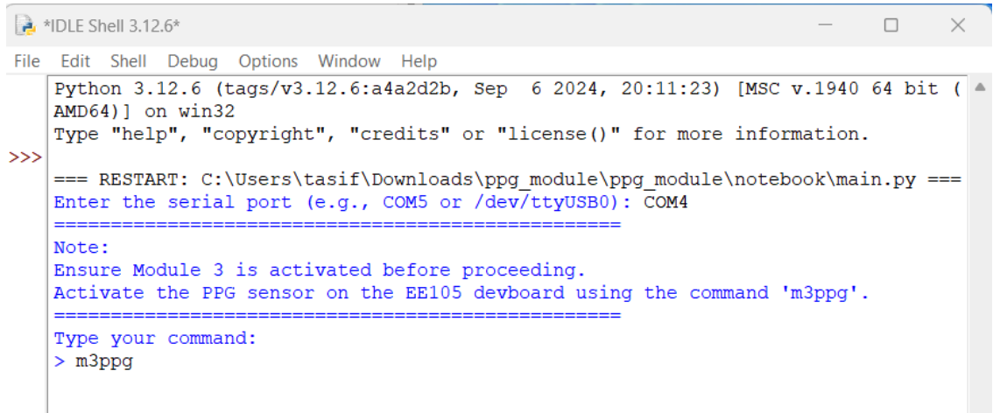 *IDLE Shell 3.12.6*
File Edit Shell Debug Options Window Help
Python 3.12.6 (tags/v3.12.6:a4a2d2b, Sep  6 2024, 20:11:23) [MSC v.1940 64 bit (
AMD64)] on win32
Type "help", "copyright", "credits" or "license()" for more information.
>>>
=== RESTART: C:\Users\tasif\Downloads\ppg_module\ppg_module\notebook\main.py ===
Enter the serial port (e.g., COM5 or /dev/ttyUSB0): COM4
==================================================
Note:
Ensure Module 3 is activated before proceeding.
Activate the PPG sensor on the EE105 devboard using the command 'm3ppg'.
==================================================
Type your command:
> m3ppg